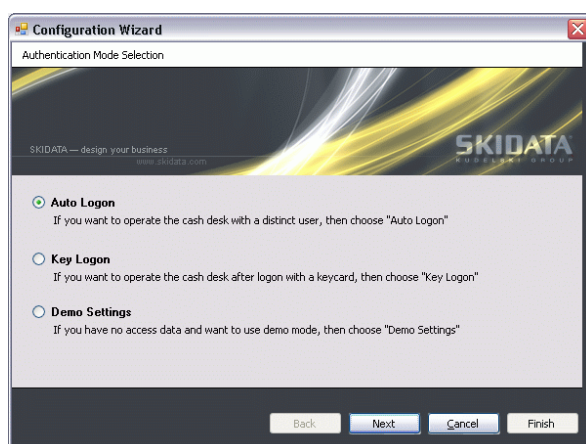 Configuration Wizard
Authentication Mode Selection
SKIDATA — design your business
www.skidata.com
SKIDATA
KUDELSKI GROUP
Auto Logon
If you want to operate the cash desk with a distinct user, then choose "Auto Logon"
Key Logon
If you want to operate the cash desk after logon with a keycard, then choose "Key Logon"
Demo Settings
If you have no access data and want to use demo mode, then choose "Demo Settings"
Back Next Cancel Finish